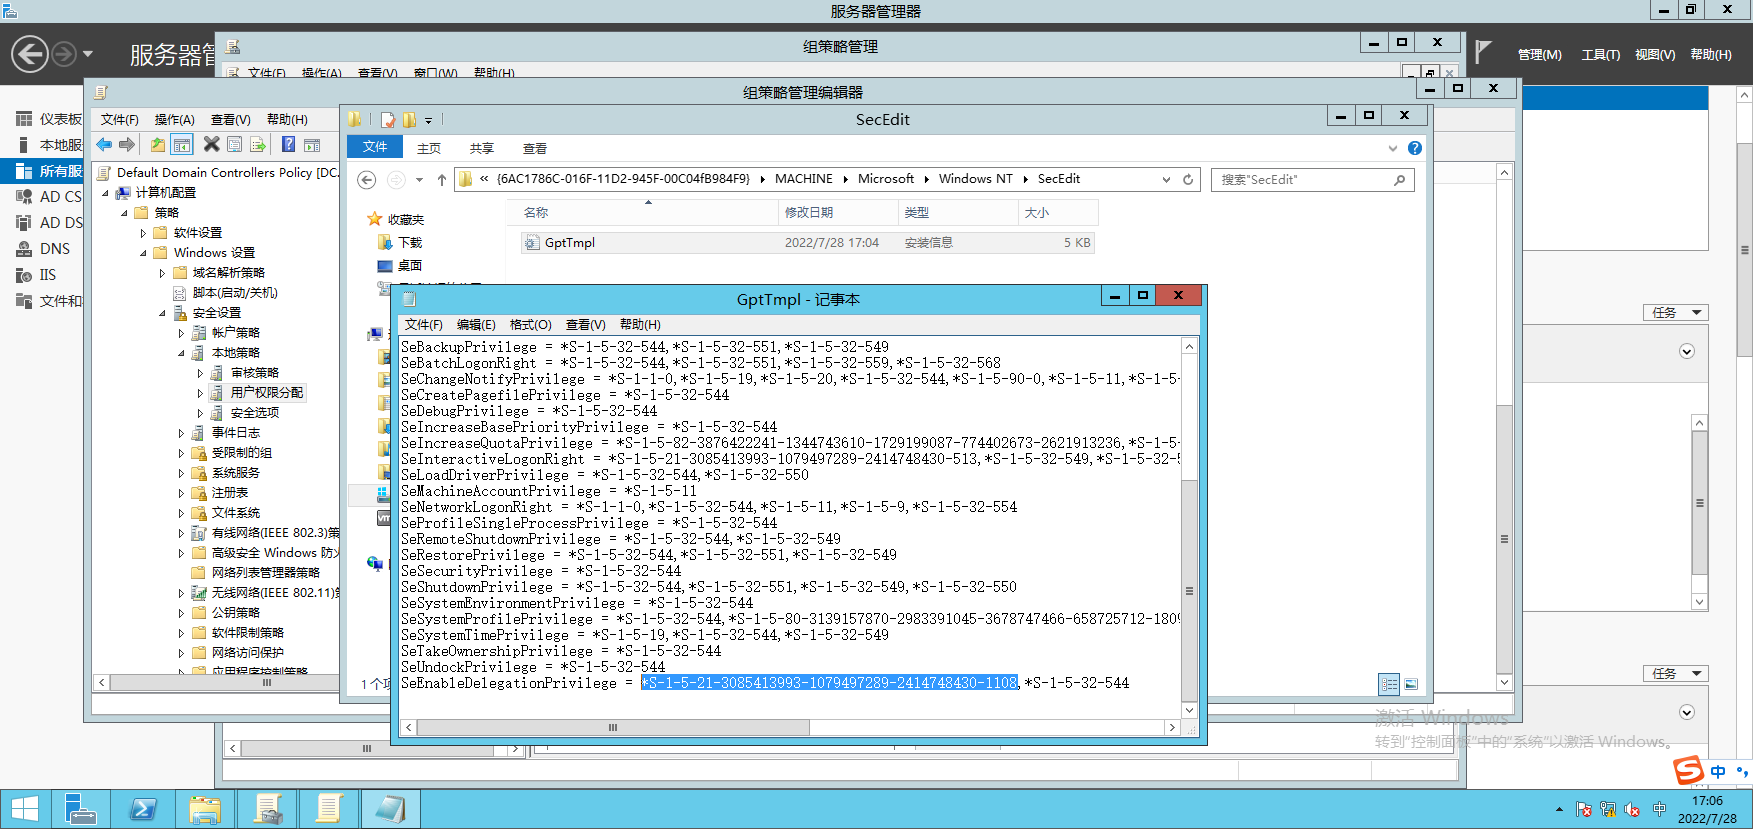 服务器管理器
服务器管
管理(M) 工具(T) 视图(V) 帮助(H)
组策略管理
文件(F) 操作(A) 查看(V) 窗口(W) 帮助(H)
组策略管理编辑器
文件(F) 操作(A) 查看(V) 帮助(H)
仪表板
本地服
所有服
AD CS
AD DS
DNS
IIS
文件和
Default Domain Controllers Policy [DC.
计算机配置
策略
软件设置
Windows 设置
域名解析策略
脚本(启动/关机)
安全设置
帐户策略
本地策略
审核策略
用户权限分配
安全选项
事件日志
受限制的组
系统服务
注册表
文件系统
有线网络(IEEE 802.3)策
高级安全 Windows 防火
网络列表管理器策略
无线网络(IEEE 802.11)策
公钥策略
软件限制策略
网络访问保护
应用程序控制策略
SecEdit
文件 主页 共享 查看
« {6AC1786C-016F-11D2-945F-00C04fB984F9} MACHINE Microsoft Windows NT SecEdit
搜索"SecEdit"
收藏夹
下载
桌面
名称 修改日期 类型 大小
GptTmpl 2022/7/28 17:04 安装信息 5 KB
1 个项
GptTmpl - 记事本
文件(F) 编辑(E) 格式(O) 查看(V) 帮助(H)
SeBackupPrivilege = *S-1-5-32-544,*S-1-5-32-551,*S-1-5-32-549
SeBatchLogonRight = *S-1-5-32-544,*S-1-5-32-551,*S-1-5-32-559,*S-1-5-32-568
SeChangeNotifyPrivilege = *S-1-1-0,*S-1-5-19,*S-1-5-20,*S-1-5-32-544,*S-1-5-90-0,*S-1-5-11,*S-1-5-
SeCreatePagefilePrivilege = *S-1-5-32-544
SeDebugPrivilege = *S-1-5-32-544
SeIncreaseBasePriorityPrivilege = *S-1-5-32-544
SeIncreaseQuotaPrivilege = *S-1-5-82-3876422241-1344743610-1729199087-774402673-2621913236,*S-1-5-
SeInteractiveLogonRight = *S-1-5-21-3085413993-1079497289-2414748430-513,*S-1-5-32-549,*S-1-5-32-5
SeLoadDriverPrivilege = *S-1-5-32-544,*S-1-5-32-550
SeMachineAccountPrivilege = *S-1-5-11
SeNetworkLogonRight = *S-1-1-0,*S-1-5-32-544,*S-1-5-11,*S-1-5-9,*S-1-5-32-554
SeProfileSingleProcessPrivilege = *S-1-5-32-544
SeRemoteShutdownPrivilege = *S-1-5-32-544,*S-1-5-32-549
SeRestorePrivilege = *S-1-5-32-544,*S-1-5-32-551,*S-1-5-32-549
SeSecurityPrivilege = *S-1-5-32-544
SeShutdownPrivilege = *S-1-5-32-544,*S-1-5-32-551,*S-1-5-32-549,*S-1-5-32-550
SeSystemEnvironmentPrivilege = *S-1-5-32-544
SeSystemProfilePrivilege = *S-1-5-32-544,*S-1-5-80-3139157870-2983391045-3678747466-658725712-1809
SeSystemTimePrivilege = *S-1-5-19,*S-1-5-32-544,*S-1-5-32-549
SeTakeOwnershipPrivilege = *S-1-5-32-544
SeUndockPrivilege = *S-1-5-32-544
SeEnableDelegationPrivilege = *S-1-5-21-3085413993-1079497289-2414748430-1108,*S-1-5-32-544
任务
任务
激活 Windows
转到"控制面板"中的"系统"以激活 Windows。
中
中
17:06
2022/7/28